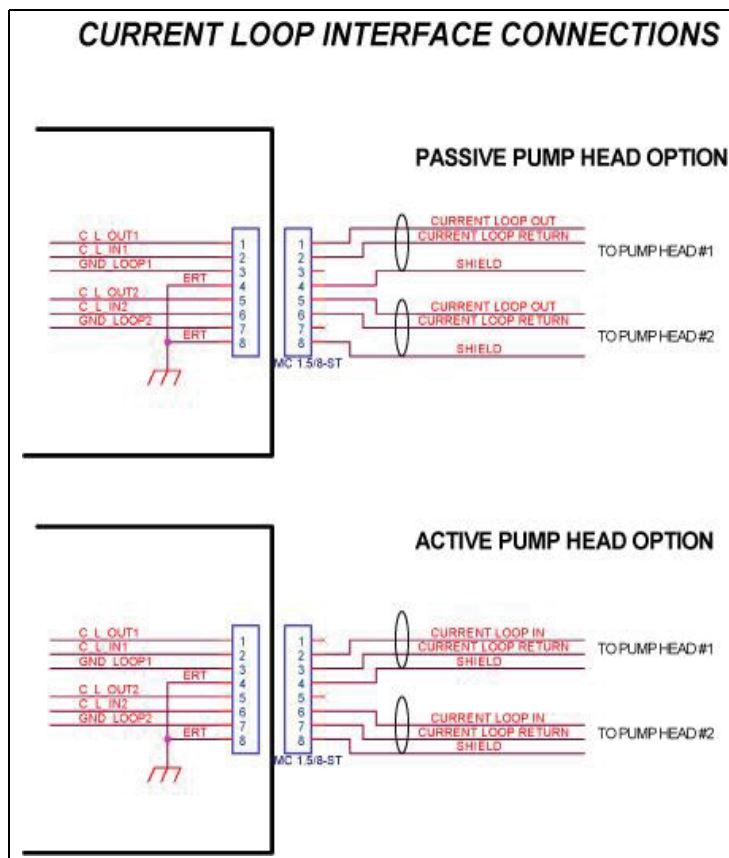 CURRENT LOOP INTERFACE CONNECTIONS
PASSIVE PUMP HEAD OPTION
C L OUT1
C L IN1
GND LOOP1
ERT
C L OUT2
C L IN2
GND LOOP2
ERT
1
2
3
4
5
6
7
8
1
2
3
4
5
6
7
8
MC 1.5/8-ST
CURRENT LOOP OUT
CURRENT LOOP RETURN
SHIELD
TO PUMP HEAD #1
CURRENT LOOP OUT
CURRENT LOOP RETURN
SHIELD
TO PUMP HEAD #2
ACTIVE PUMP HEAD OPTION
C L OUT1
C L IN1
GND LOOP1
ERT
C L OUT2
C L IN2
GND LOOP2
ERT
1
2
3
4
5
6
7
8
1
2
3
4
5
6
7
8
MC 1.5/8-ST
CURRENT LOOP IN
CURRENT LOOP RETURN
SHIELD
TO PUMP HEAD #1
CURRENT LOOP IN
CURRENT LOOP RETURN
SHIELD
TO PUMP HEAD #2